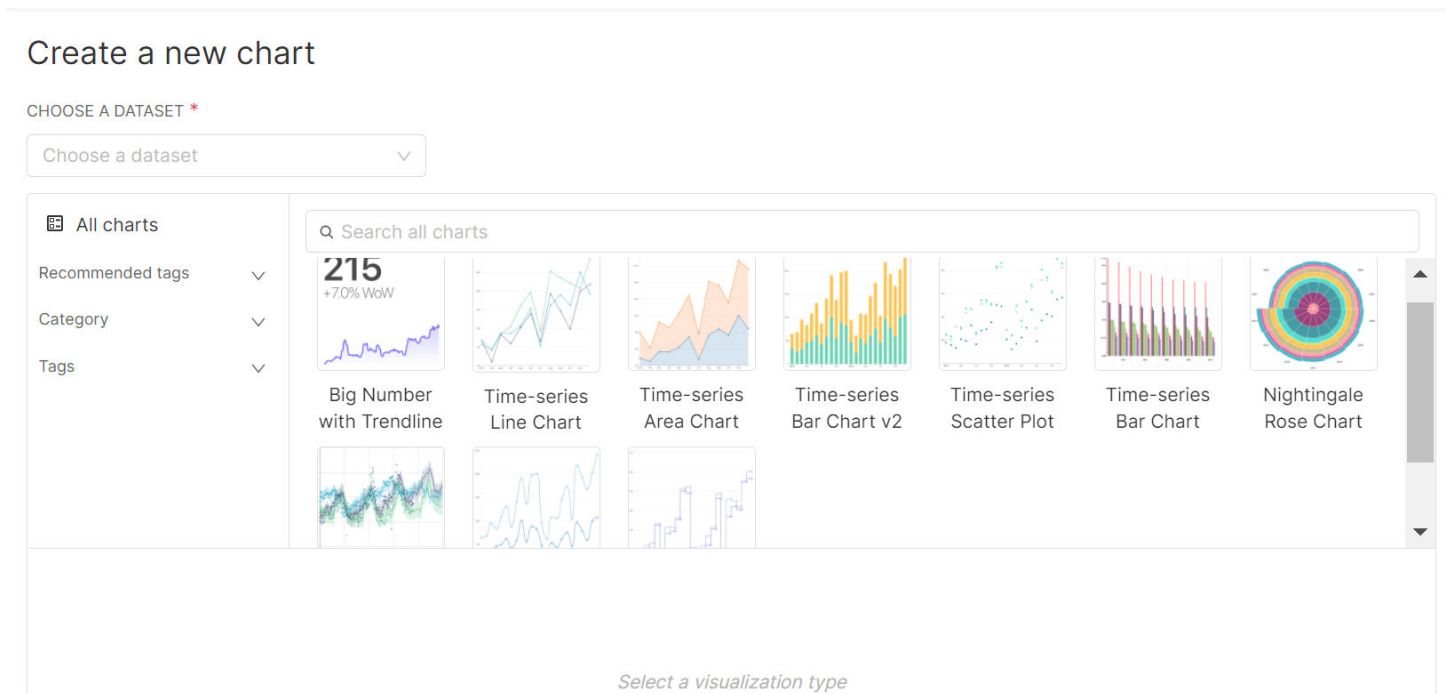 Create a new chart
CHOOSE A DATASET *
Choose a dataset
All charts
Search all charts
Recommended tags
Category
Tags
215
+7.0% WoW
Big Number
with Trendline
Time-series
Line Chart
Time-series
Area Chart
Time-series
Bar Chart v2
Time-series
Scatter Plot
Time-series
Bar Chart
Nightingale
Rose Chart
Select a visualization type